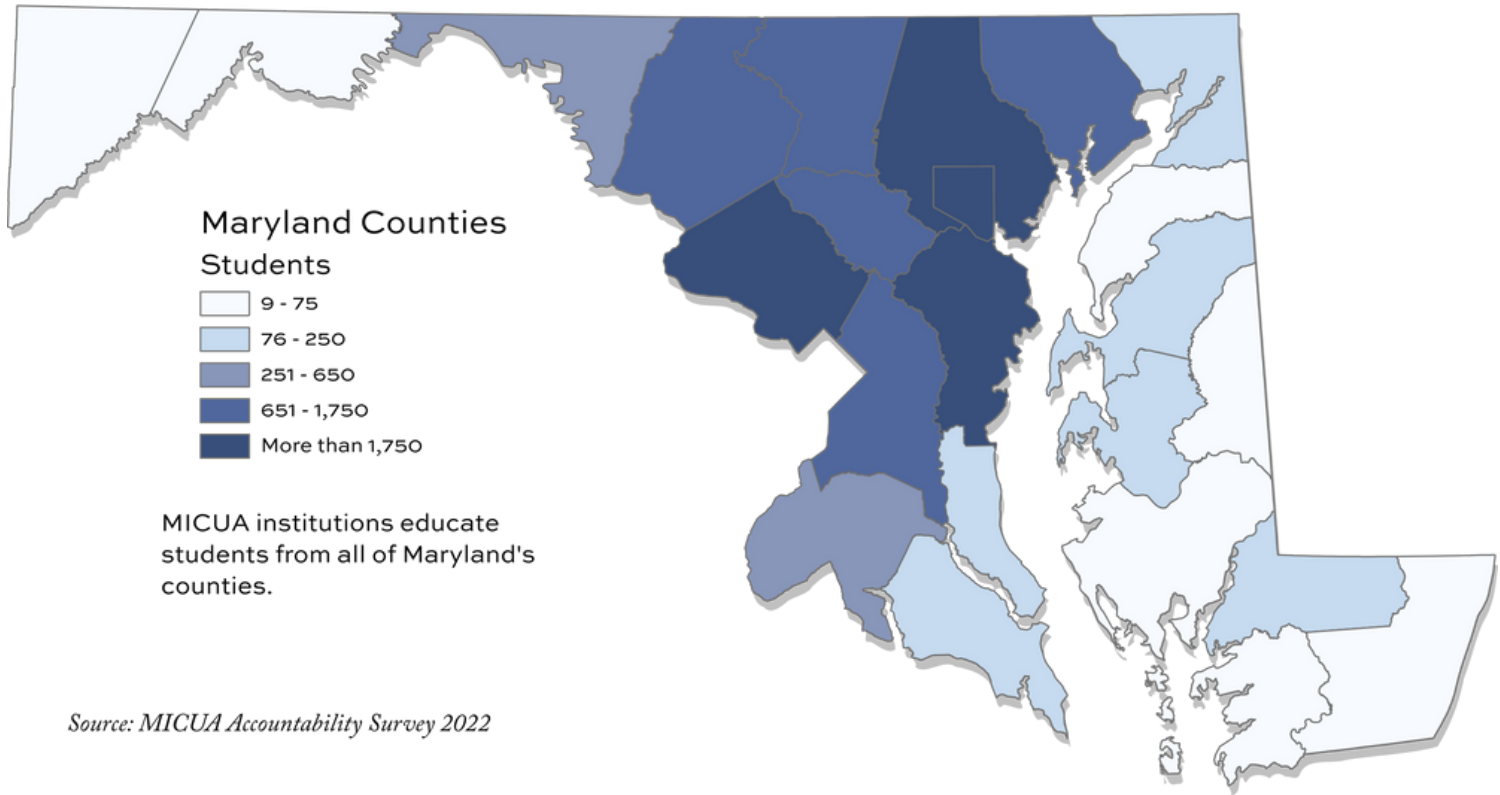 Maryland Counties
Students
9 - 75
76 - 250
251 - 650
651 - 1,750
More than 1,750
MICUA institutions educate
students from all of Maryland's
counties.
Source: MICUA Accountability Survey 2022